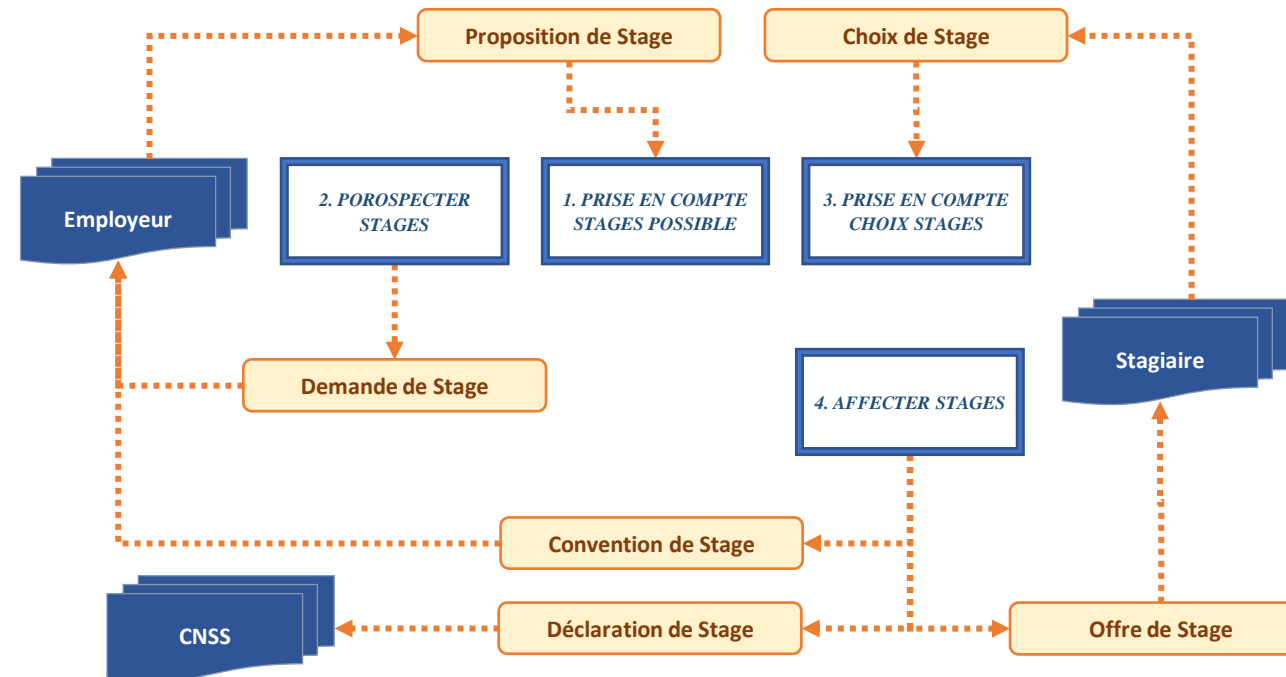 Proposition de Stage
Choix de Stage
Employeur
2. POROSPECTER
STAGES
1. PRISE EN COMPTE
STAGES POSSIBLE
3. PRISE EN COMPTE
CHOIX STAGES
Stagiaire
Demande de Stage
4. AFFECTER STAGES
Convention de Stage
CNSS
Déclaration de Stage
Offre de Stage